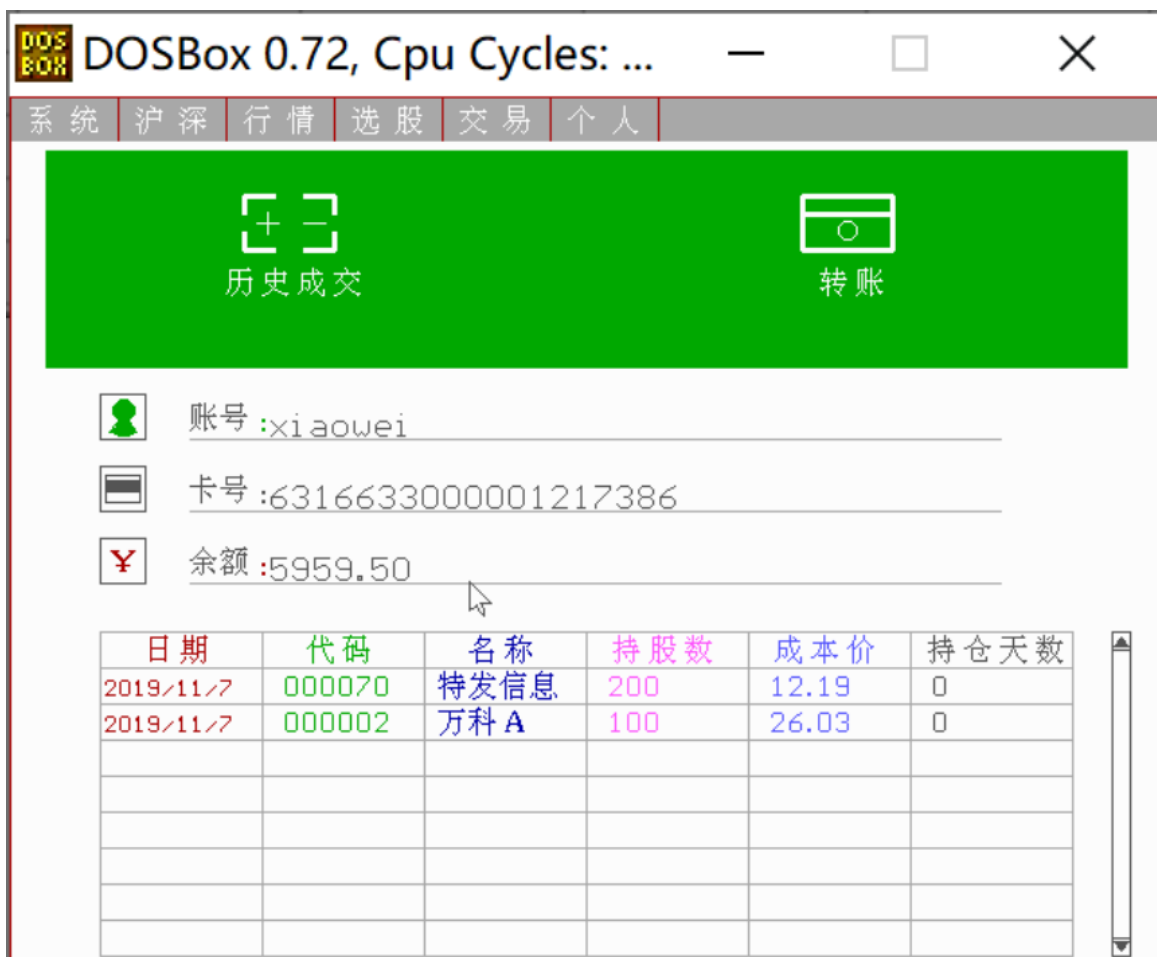 DOS BOX DOSBox 0.72, Cpu Cycles: ...
系统 沪深 行情 选股 交易 个人
历史成交 转账
账号:xiaowei
卡号:6316633000001217386
¥ 余额:5959.50
日期 代码 名称 持股数 成本价 持仓天数
2019/11/7 000070 特发信息 200 12.19 0
2019/11/7 000002 万科A 100 26.03 0